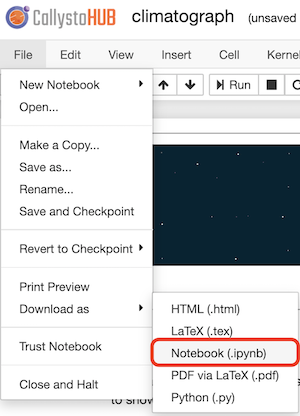 CallystoHUB climatograph (unsaved
File Edit View Insert Cell Kerne
New Notebook Run
Open...
Make a Copy...
Save as...
Rename...
Save and Checkpoint
Revert to Checkpoint
Print Preview
Download as
HTML (.html)
LaTeX (.tex)
Trust Notebook
Notebook (.ipynb)
PDF via LaTeX (.pdf)
Close and Halt
Python (.py)
to show